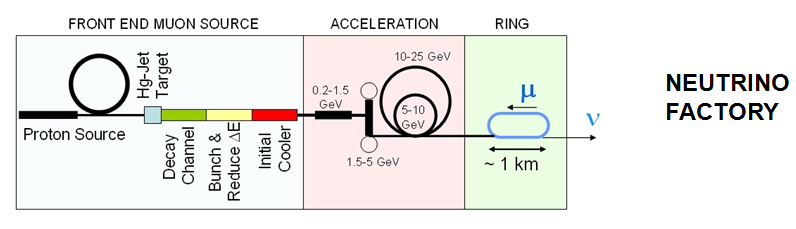 FRONT END MUON SOURCE
ACCELERATION
RING
Proton Source
Hg-Jet
Target
Decay
Channel
Bunch &
Reduce ΔE
Initial
Cooler
0.2-1.5
GeV
1.5-5 GeV
10-25 GeV
5-10
GeV
μ
~ 1 km
ν
NEUTRINO
FACTORY